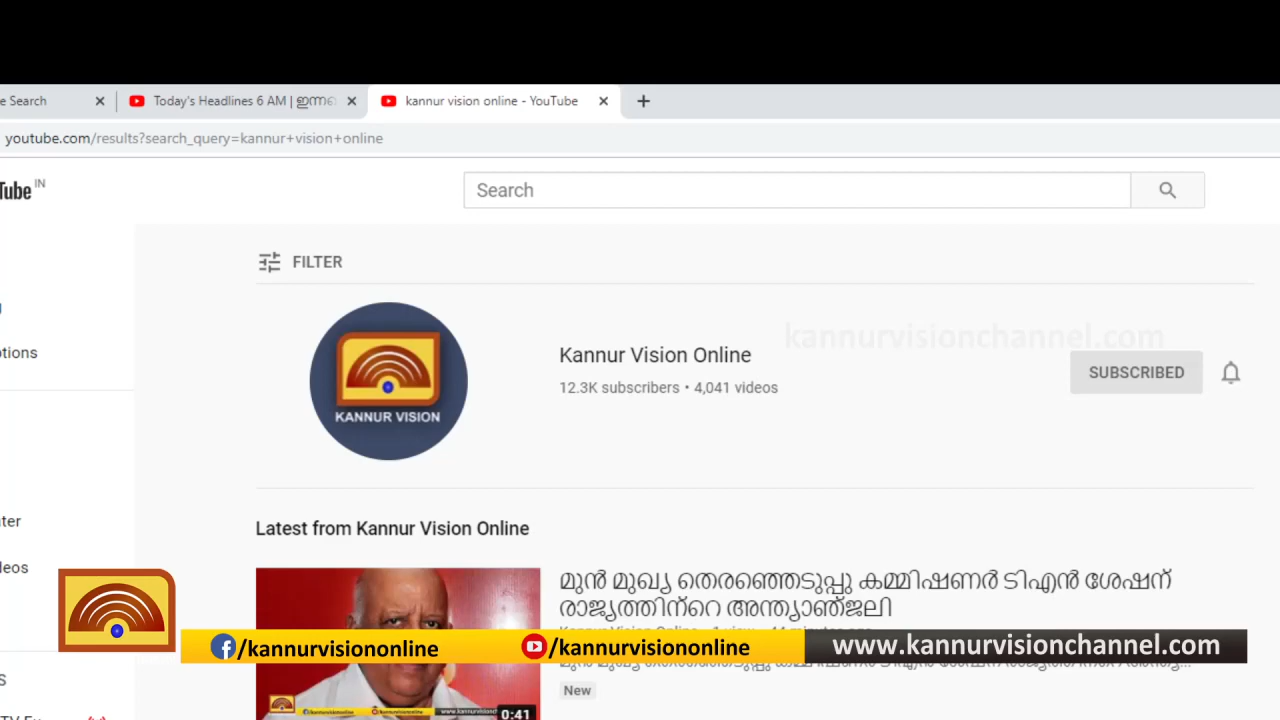 e Search
Today's Headlines 6 AM | ഇന്നത
kannur vision online - YouTube
youtube.com/results?search_query=kannur+vision+online
Tube IN
Search
FILTER
kannurvisionchannel.com
KANNUR VISION
Kannur Vision Online
12.3K subscribers • 4,041 videos
SUBSCRIBED
ptions
Latest from Kannur Vision Online
uter
deos
മുൻ മുഖ്യ തെരഞ്ഞെടുപ്പു കമ്മിഷണർ ടിഎൻ ശേഷന്
രാജ്യത്തിന്റെ അന്ത്യാഞ്ജലി
/kannurvisiononline
/kannurvisiononline
www.kannurvisionchannel.com
New
0:41
S